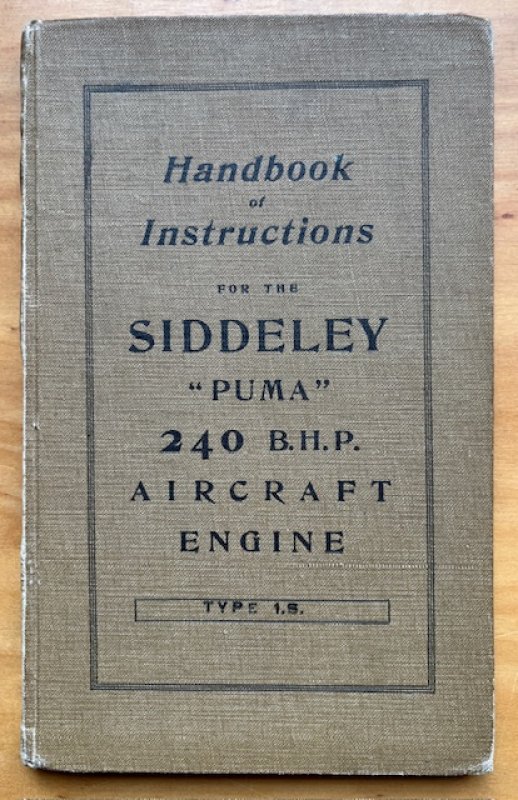 Handbook
of
Instructions
FOR THE
SIDDELEY
"PUMA"
240 B.H.P.
AIRCRAFT
ENGINE
TYPE 1.S.